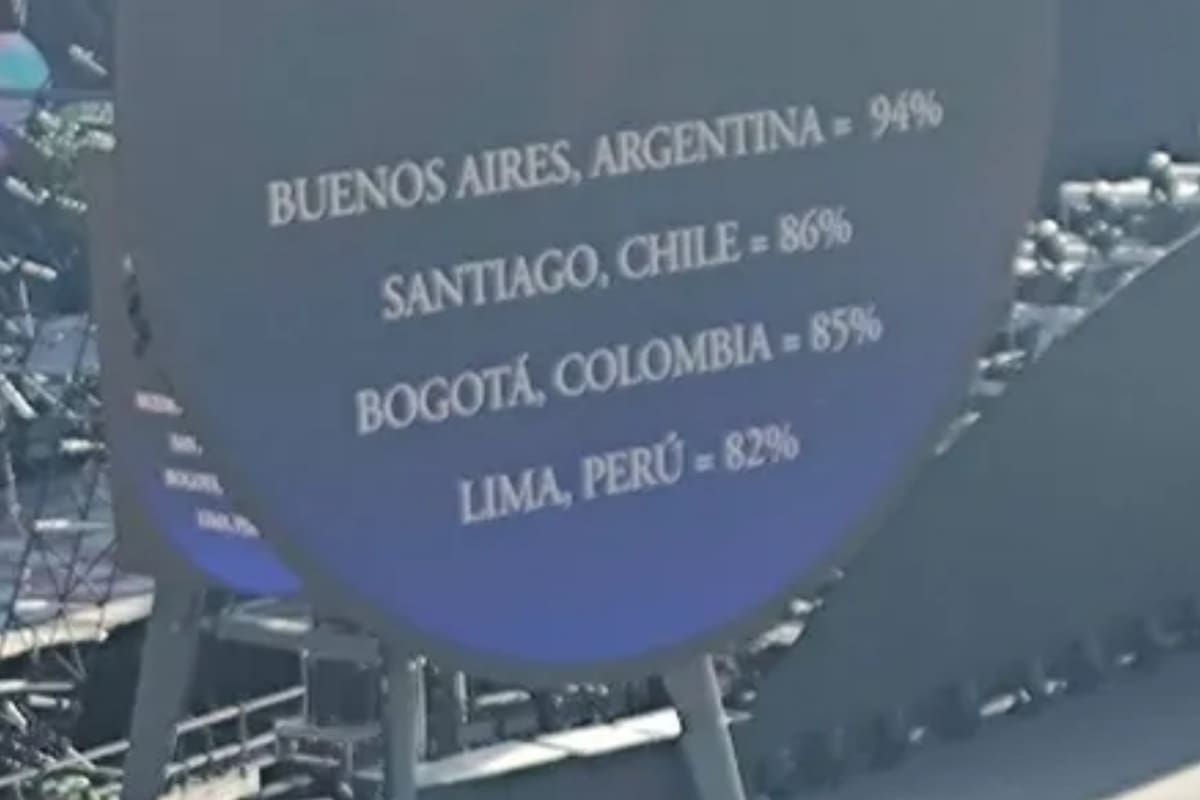 BUENOS AIRES, ARGENTINA = 94%
SANTIAGO, CHILE = 86%
BOGOTÁ, COLOMBIA = 85%
LIMA, PERÚ = 82%